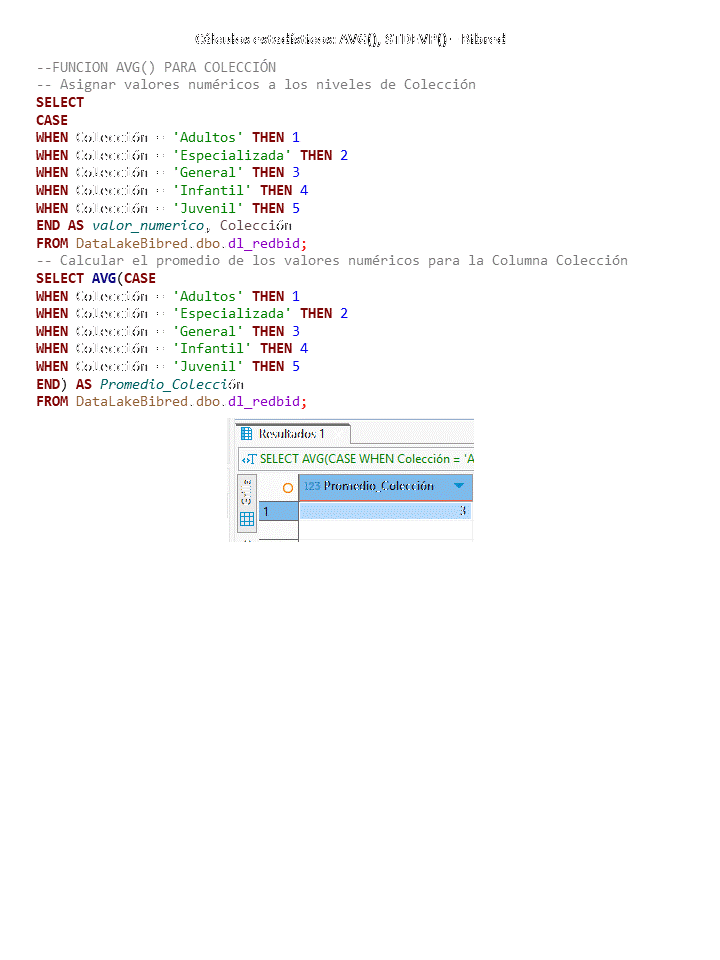 Cálculos estadísticos: AVG(), STDEVP() - Bibred
--FUNCION AVG() PARA COLECCIÓN
-- Asignar valores numéricos a los niveles de Colección
SELECT
CASE
WHEN Colección = 'Adultos' THEN 1
WHEN Colección = 'Especializada' THEN 2
WHEN Colección = 'General' THEN 3
WHEN Colección = 'Infantil' THEN 4
WHEN Colección = 'Juvenil' THEN 5
END AS valor_numerico, Colección
FROM DataLakeBibred.dbo.dl_redbid;
-- Calcular el promedio de los valores numéricos para la Columna Colección
SELECT AVG(CASE
WHEN Colección = 'Adultos' THEN 1
WHEN Colección = 'Especializada' THEN 2
WHEN Colección = 'General' THEN 3
WHEN Colección = 'Infantil' THEN 4
WHEN Colección = 'Juvenil' THEN 5
END) AS Promedio_Colección
FROM DataLakeBibred.dbo.dl_redbid;
Resultados 1
SELECT AVG(CASE WHEN Colección = 'A
123 Promedio_Colección
1 3